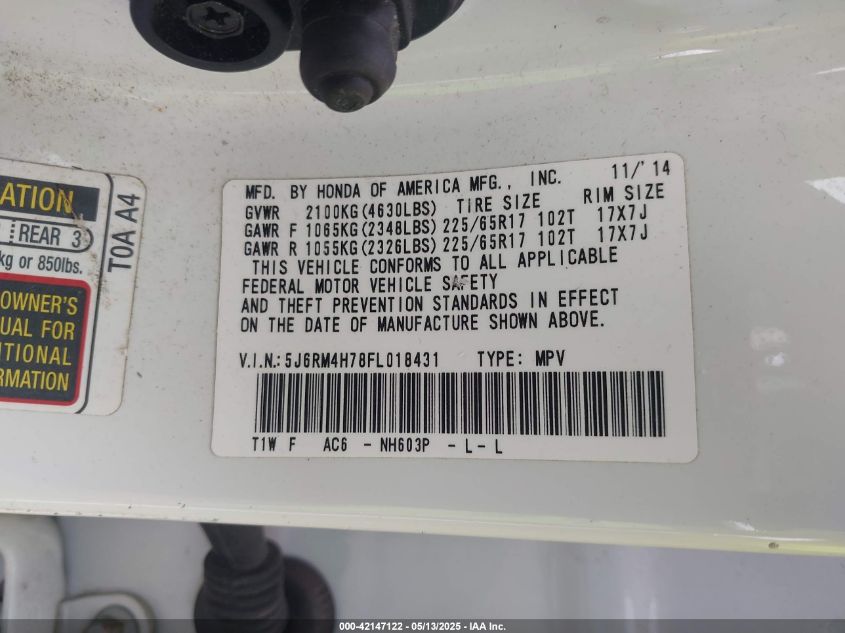 ATION
REAR 3
kg or 850lbs.
OWNER'S
UAL FOR
ITIONAL
RMATION
T0A A4
MFD. BY HONDA OF AMERICA MFG., INC. 11/'14
GVWR 2100KG(4630LBS) TIRE SIZE RIM SIZE
GAWR F 1065KG(2348LBS) 225/65R17 102T 17X7J
GAWR R 1055KG(2326LBS) 225/65R17 102T 17X7J
THIS VEHICLE CONFORMS TO ALL APPLICABLE
FEDERAL MOTOR VEHICLE SAFETY
AND THEFT PREVENTION STANDARDS IN EFFECT
ON THE DATE OF MANUFACTURE SHOWN ABOVE.
V.I.N.: 5J6RM4H78FL018431 TYPE: MPV
T1W F AC6 - NH603P - L - L
000-42147122 - 05/13/2025 - IAA Inc.